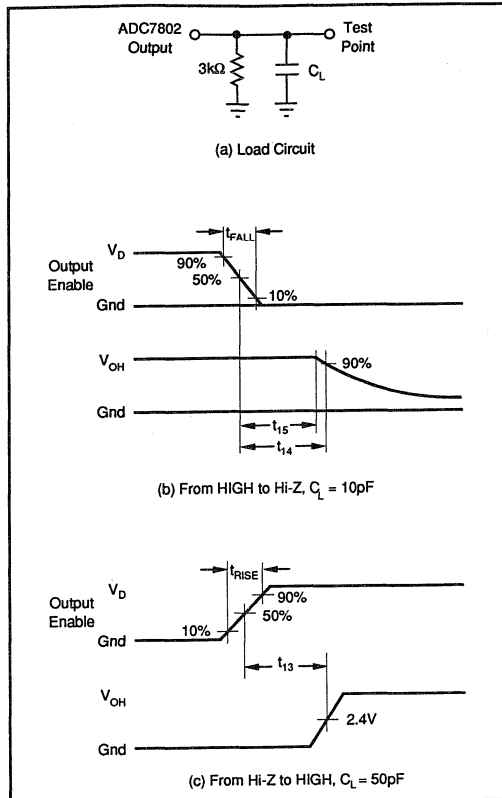 ADC7802 Output
Test Point
3kΩ
C_L
(a) Load Circuit
t_FALL
V_D
90%
Output Enable
50%
10%
Gnd
V_OH
90%
Gnd
t_15
t_14
(b) From HIGH to Hi-Z, C_L = 10pF
t_RISE
V_D
90%
Output Enable
50%
10%
Gnd
t_13
V_OH
2.4V
Gnd
(c) From Hi-Z to HIGH, C_L = 50pF